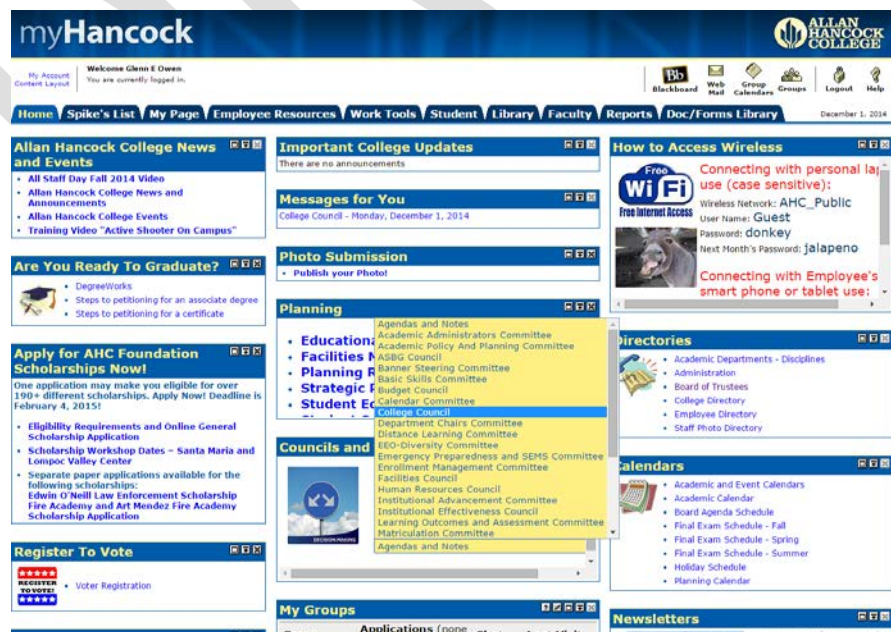 myHancock
ALLAN
HANCOCK
COLLEGE
My Account
Content Layout
Welcome Glenn E Owen
You are currently logged in.
Bb
Blackboard
Web Mail
Group Calendars
Groups
Logout
Help
Home
Spike's List
My Page
Employee Resources
Work Tools
Student
Library
Faculty
Reports
Doc/Forms Library
December 1, 2014
Allan Hancock College News
and Events
All Staff Day Fall 2014 Video
Allan Hancock College News and
Announcements
Allan Hancock College Events
Training Video "Active Shooter On Campus"
Are You Ready To Graduate?
DegreeWorks
Steps to petitioning for an associate degree
Steps to petitioning for a certificate
Apply for AHC Foundation
Scholarships Now!
One application may make you eligible for over
190+ different scholarships. Apply Now! Deadline is
February 4, 2015!
Eligibility Requirements and Online General
Scholarship Application
Scholarship Workshop Dates – Santa Maria and
Lompoc Valley Center
Separate paper applications available for the
following scholarships:
Edwin O'Neill Law Enforcement Scholarship
Fire Academy and Art Mendez Fire Academy
Scholarship Application
Register To Vote
REGISTER
TO VOTE!
Voter Registration
Important College Updates
There are no announcements
Messages for You
College Council - Monday, December 1, 2014
Photo Submission
Publish your Photo!
Planning
Educationa
Facilities M
Planning R
Strategic P
Student Ec
Agendas and Notes
Academic Administrators Committee
Academic Policy And Planning Committee
ASBG Council
Banner Steering Committee
Basic Skills Committee
Budget Council
Calendar Committee
College Council
Department Chairs Committee
Distance Learning Committee
EEO-Diversity Committee
Emergency Preparedness and SEMS Committee
Enrollment Management Committee
Facilities Council
Human Resources Council
Institutional Advancement Committee
Institutional Effectiveness Council
Learning Outcomes and Assessment Committee
Matriculation Committee
Agendas and Notes
Councils and
DECISION MAKING
My Groups
Applications (none
How to Access Wireless
Free
Wi Fi
Free Internet Access
Connecting with personal lap
use (case sensitive):
Wireless Network: AHC_Public
User Name: Guest
Password: donkey
Next Month's Password: jalapeno
Connecting with Employee's
smart phone or tablet use:
Directories
Academic Departments - Disciplines
Administration
Board of Trustees
College Directory
Employee Directory
Staff Photo Directory
Calendars
Academic and Event Calendars
Academic Calendar
Board Agenda Schedule
Final Exam Schedule - Fall
Final Exam Schedule - Spring
Final Exam Schedule - Summer
Holiday Schedule
Planning Calendar
Newsletters